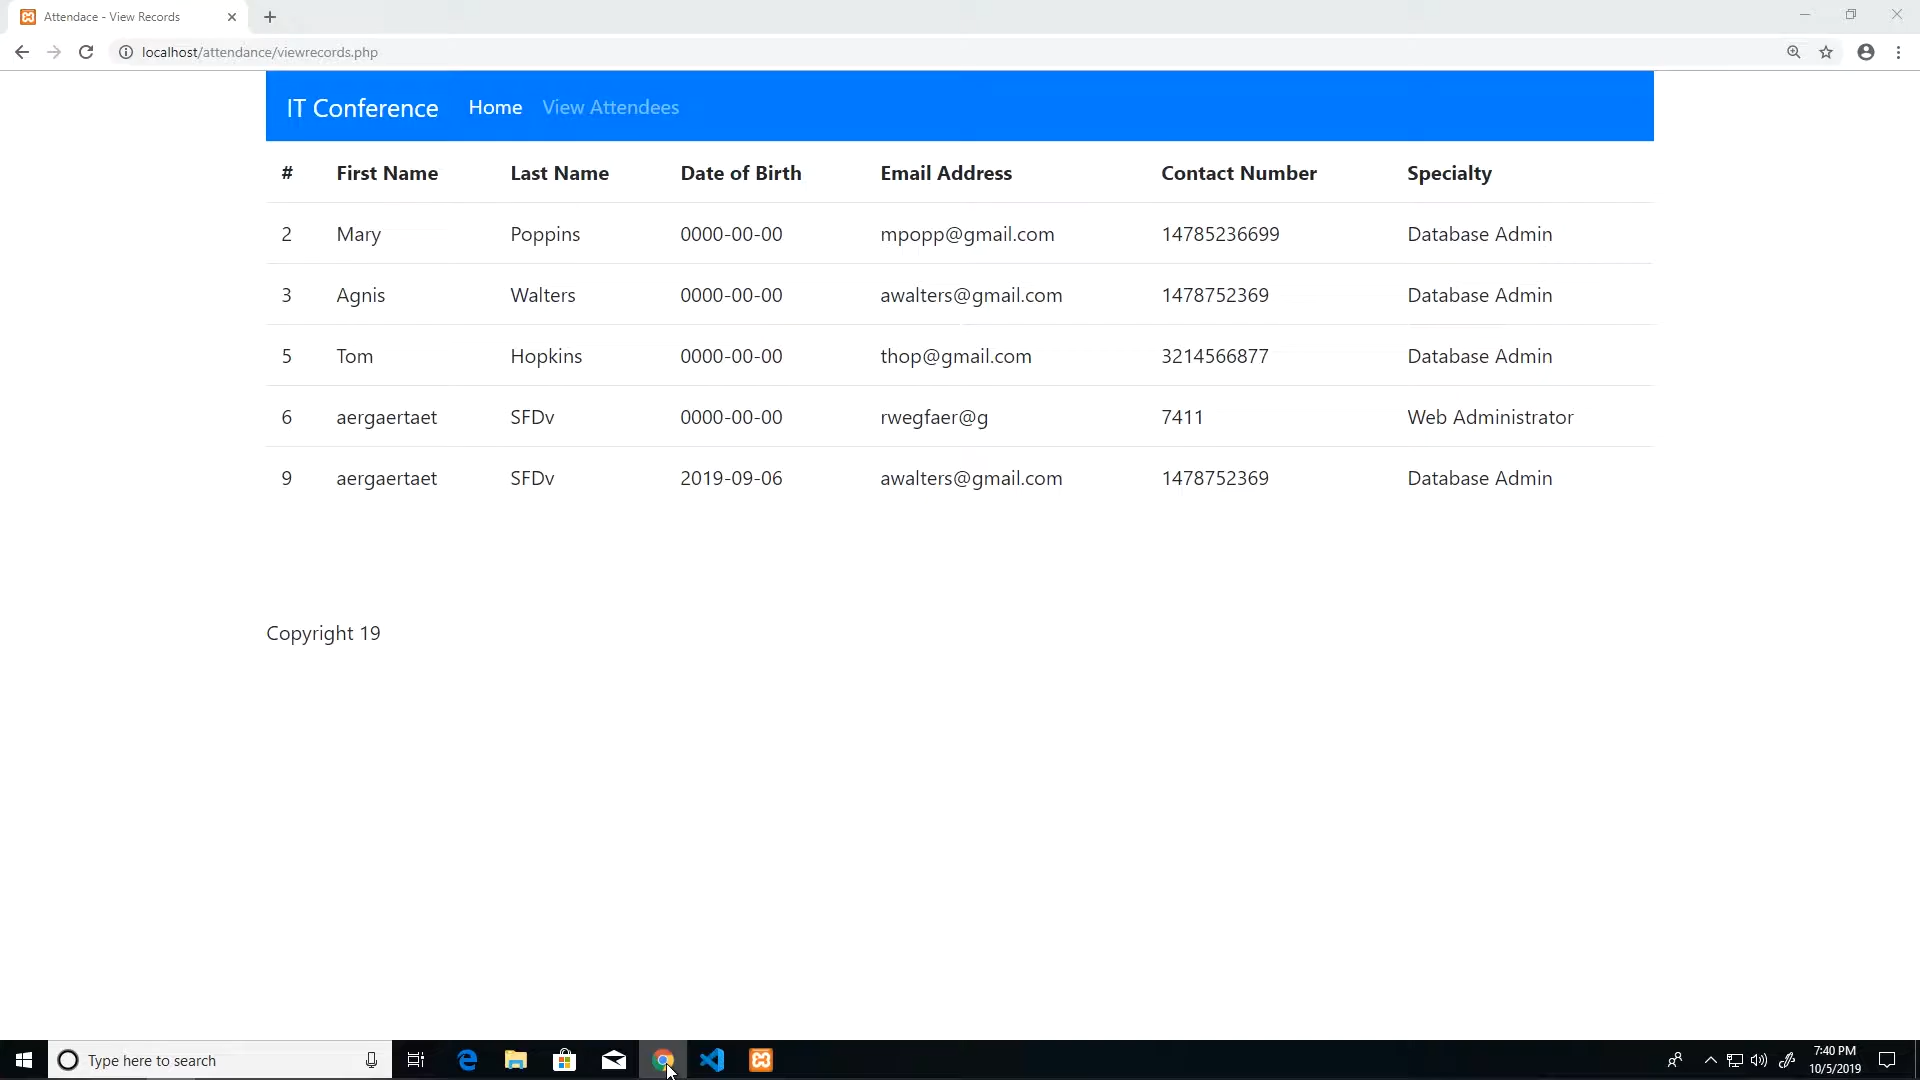 Attendace - View Records
localhost/attendance/viewrecords.php
IT Conference Home View Attendees
# First Name Last Name Date of Birth Email Address Contact Number Specialty
2 Mary Poppins 0000-00-00 mpopp@gmail.com 14785236699 Database Admin
3 Agnis Walters 0000-00-00 awalters@gmail.com 1478752369 Database Admin
5 Tom Hopkins 0000-00-00 thop@gmail.com 3214566877 Database Admin
6 aergaertaet SFDv 0000-00-00 rwegfaer@g 7411 Web Administrator
9 aergaertaet SFDv 2019-09-06 awalters@gmail.com 1478752369 Database Admin
Copyright 19
Type here to search
7:40 PM
10/5/2019